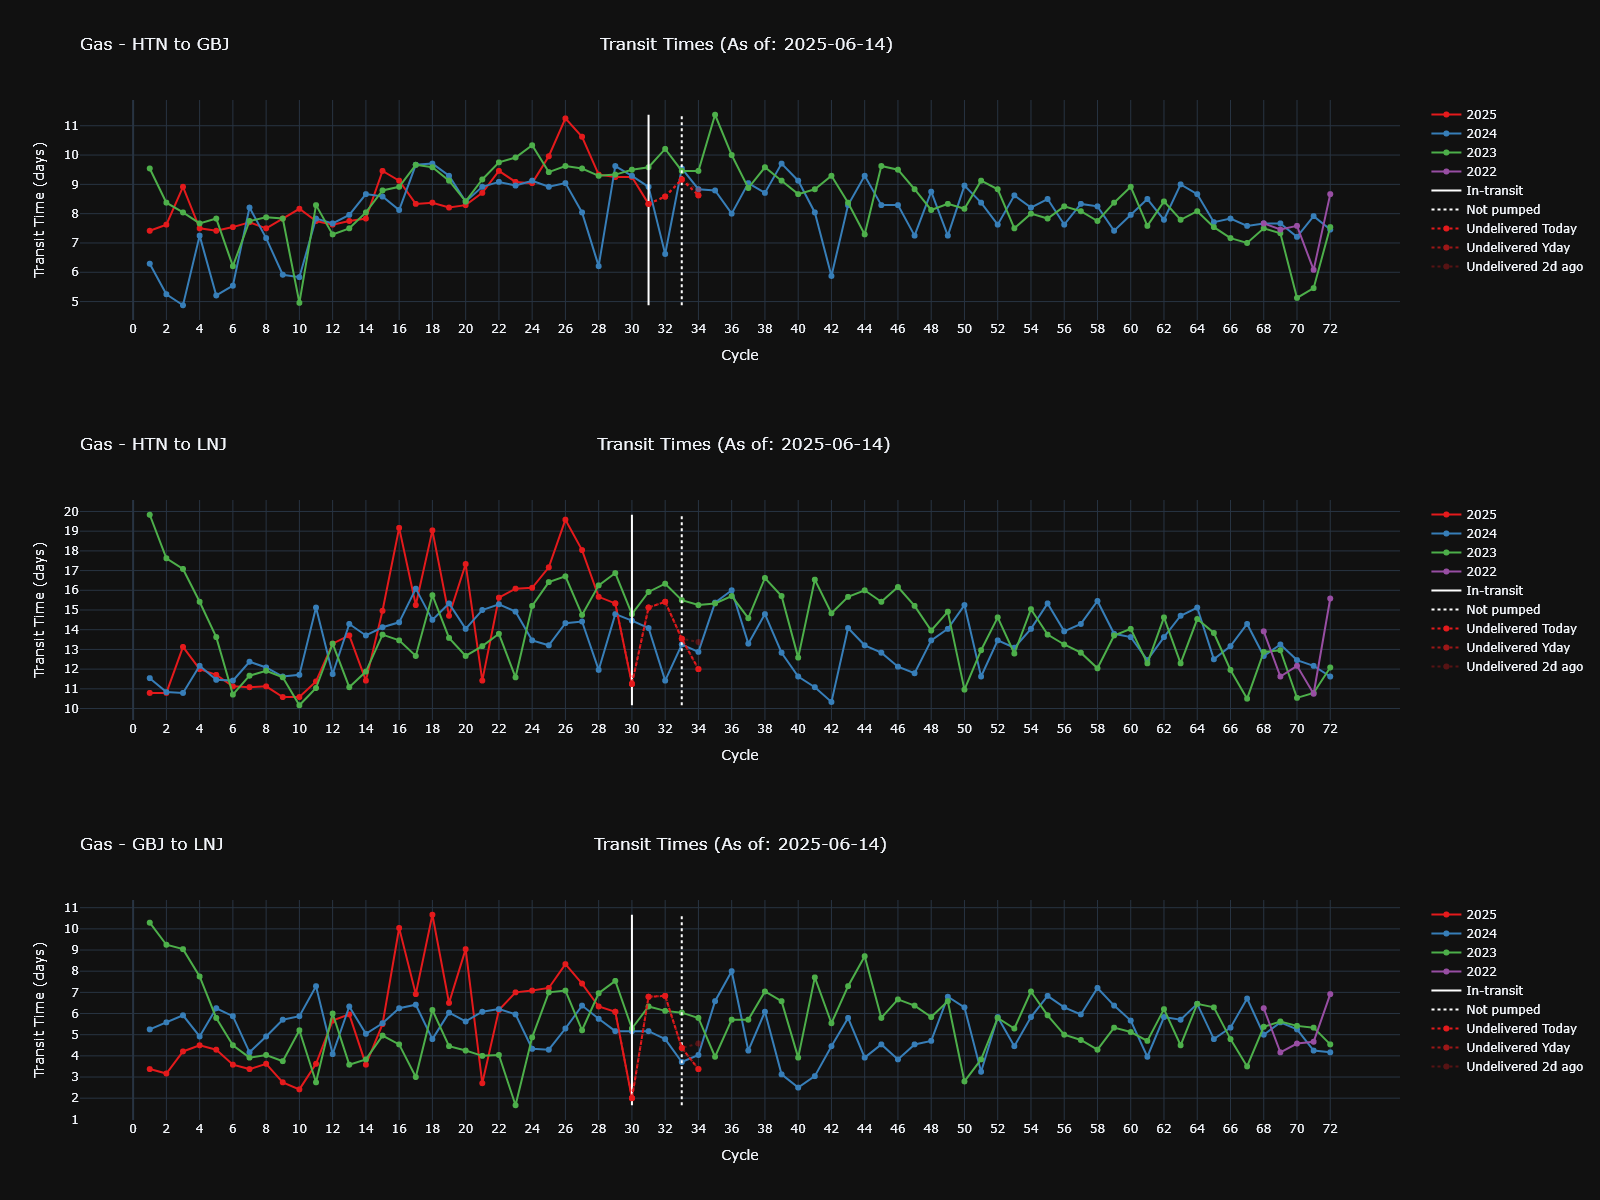 Gas - HTN to GBJ
Transit Times (As of: 2025-06-14)
Transit Time (days)
11
10
9
8
7
6
5
0 2 4 6 8 10 12 14 16 18 20 22 24 26 28 30 32 34 36 38 40 42 44 46 48 50 52 54 56 58 60 62 64 66 68 70 72
Cycle
2025
2024
2023
2022
In-transit
Not pumped
Undelivered Today
Undelivered Yday
Undelivered 2d ago
Gas - HTN to LNJ
Transit Times (As of: 2025-06-14)
Transit Time (days)
20
19
18
17
16
15
14
13
12
11
10
0 2 4 6 8 10 12 14 16 18 20 22 24 26 28 30 32 34 36 38 40 42 44 46 48 50 52 54 56 58 60 62 64 66 68 70 72
Cycle
2025
2024
2023
2022
In-transit
Not pumped
Undelivered Today
Undelivered Yday
Undelivered 2d ago
Gas - GBJ to LNJ
Transit Times (As of: 2025-06-14)
Transit Time (days)
11
10
9
8
7
6
5
4
3
2
1
0 2 4 6 8 10 12 14 16 18 20 22 24 26 28 30 32 34 36 38 40 42 44 46 48 50 52 54 56 58 60 62 64 66 68 70 72
Cycle
2025
2024
2023
2022
In-transit
Not pumped
Undelivered Today
Undelivered Yday
Undelivered 2d ago